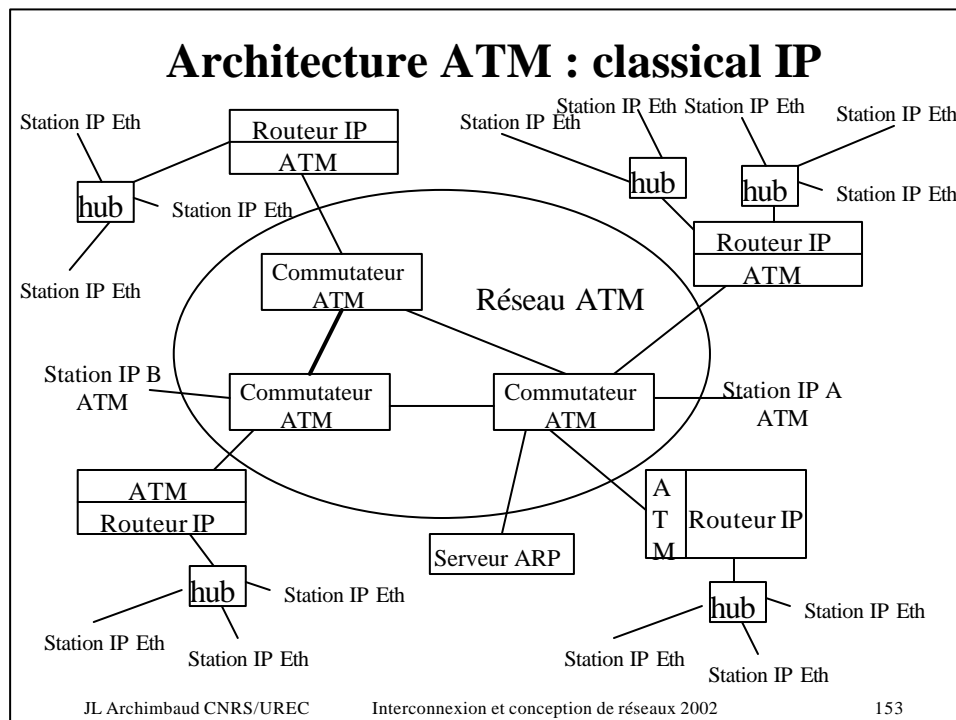 Architecture ATM : classical IP
Station IP Eth
Station IP Eth
Station IP Eth
Station IP Eth
Station IP Eth
Routeur IP
ATM
hub
Station IP Eth
Station IP Eth
hub
hub
Station IP Eth
Routeur IP
ATM
Station IP Eth
Commutateur
ATM
Réseau ATM
Station IP B
ATM
Commutateur
ATM
Commutateur
ATM
Station IP A
ATM
ATM
Routeur IP
A
T
M
Routeur IP
Serveur ARP
hub
Station IP Eth
Station IP Eth
Station IP Eth
hub
Station IP Eth
Station IP Eth
Station IP Eth
JL Archimbaud CNRS/UREC
Interconnexion et conception de réseaux 2002
153